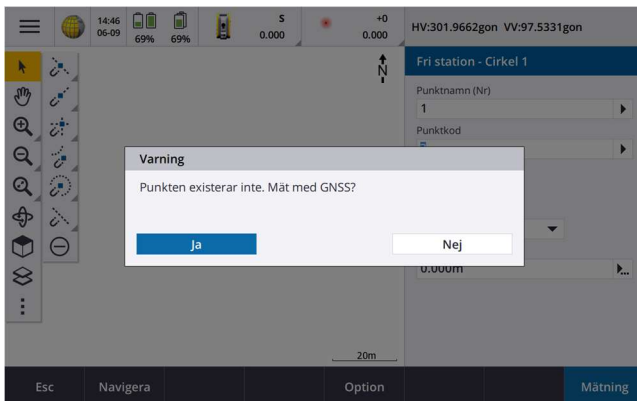 14:46
06-09
69%
69%
S
0.000
+0
0.000
HV:301.9662gon VV:97.5331gon
N
Fri station - Cirkel 1
Punktnamn (Nr)
1
Punktkod
Varning
Punkten existerar inte. Mät med GNSS?
Ja
Nej
0.000m
20m
Esc
Navigera
Option
Mätning